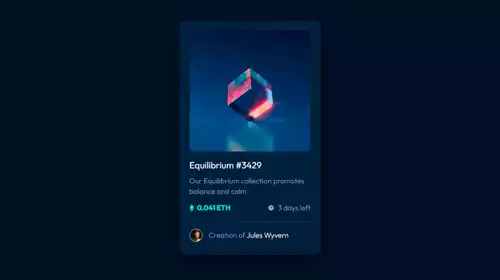 Equilibrium #3429
Our Equilibrium collection promotes
balance and calm
0.041 ETH
3 days left
Creation of Jules Wyvern